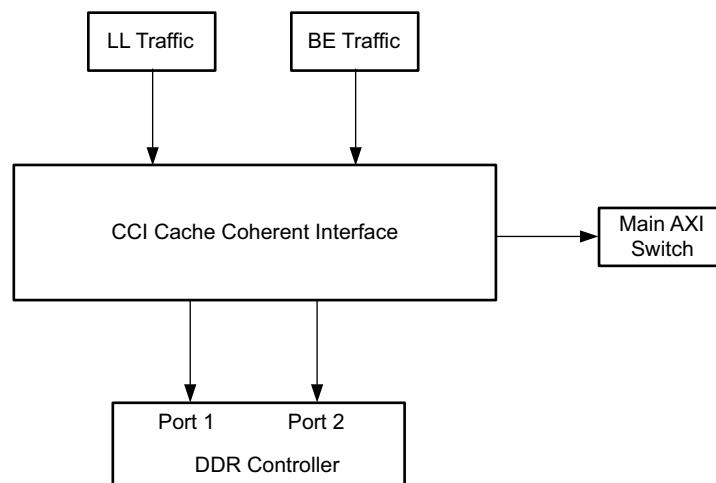 LL Traffic
BE Traffic
CCI Cache Coherent Interface
Main AXI
Switch
Port 1
Port 2
DDR Controller